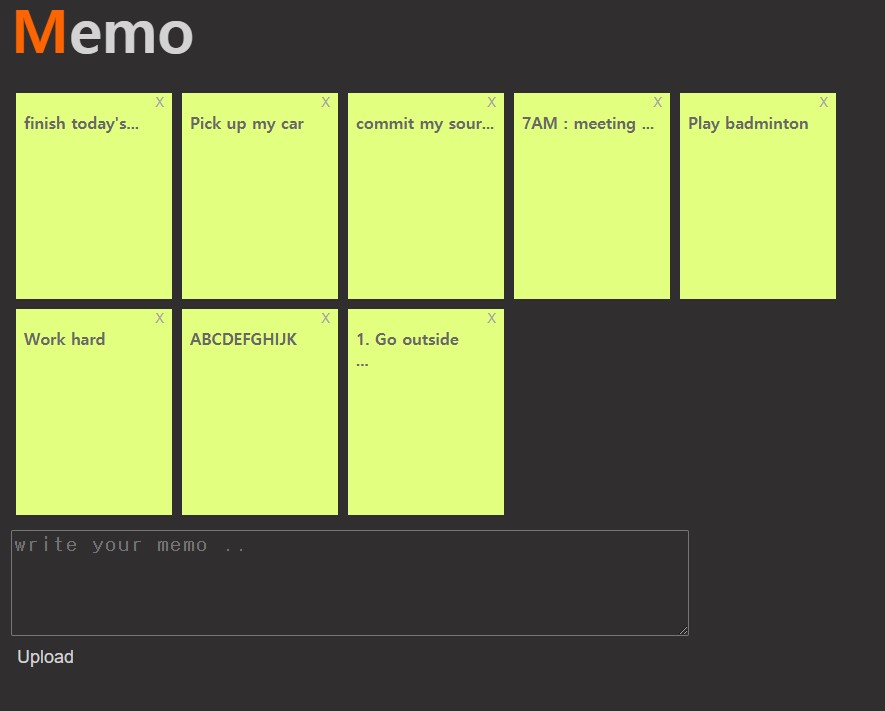 Memo
X
X
X
X
X
finish today's...
Pick up my car
commit my sour...
7AM : meeting ...
Play badminton
X
X
X
Work hard
ABCDEFGHIJK
1. Go outside
...
write your memo ..
Upload